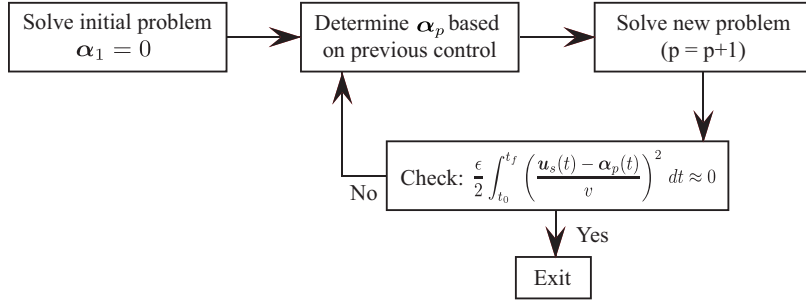 Solve initial problem
α₁ = 0
Determine αₚ based
on previous control
Solve new problem
(p = p+1)
Check: ϵ/2 ∫_{t₀}^{t_f} ( (u_s(t) − α_p(t)) / v )² dt ≈ 0
No
Yes
Exit